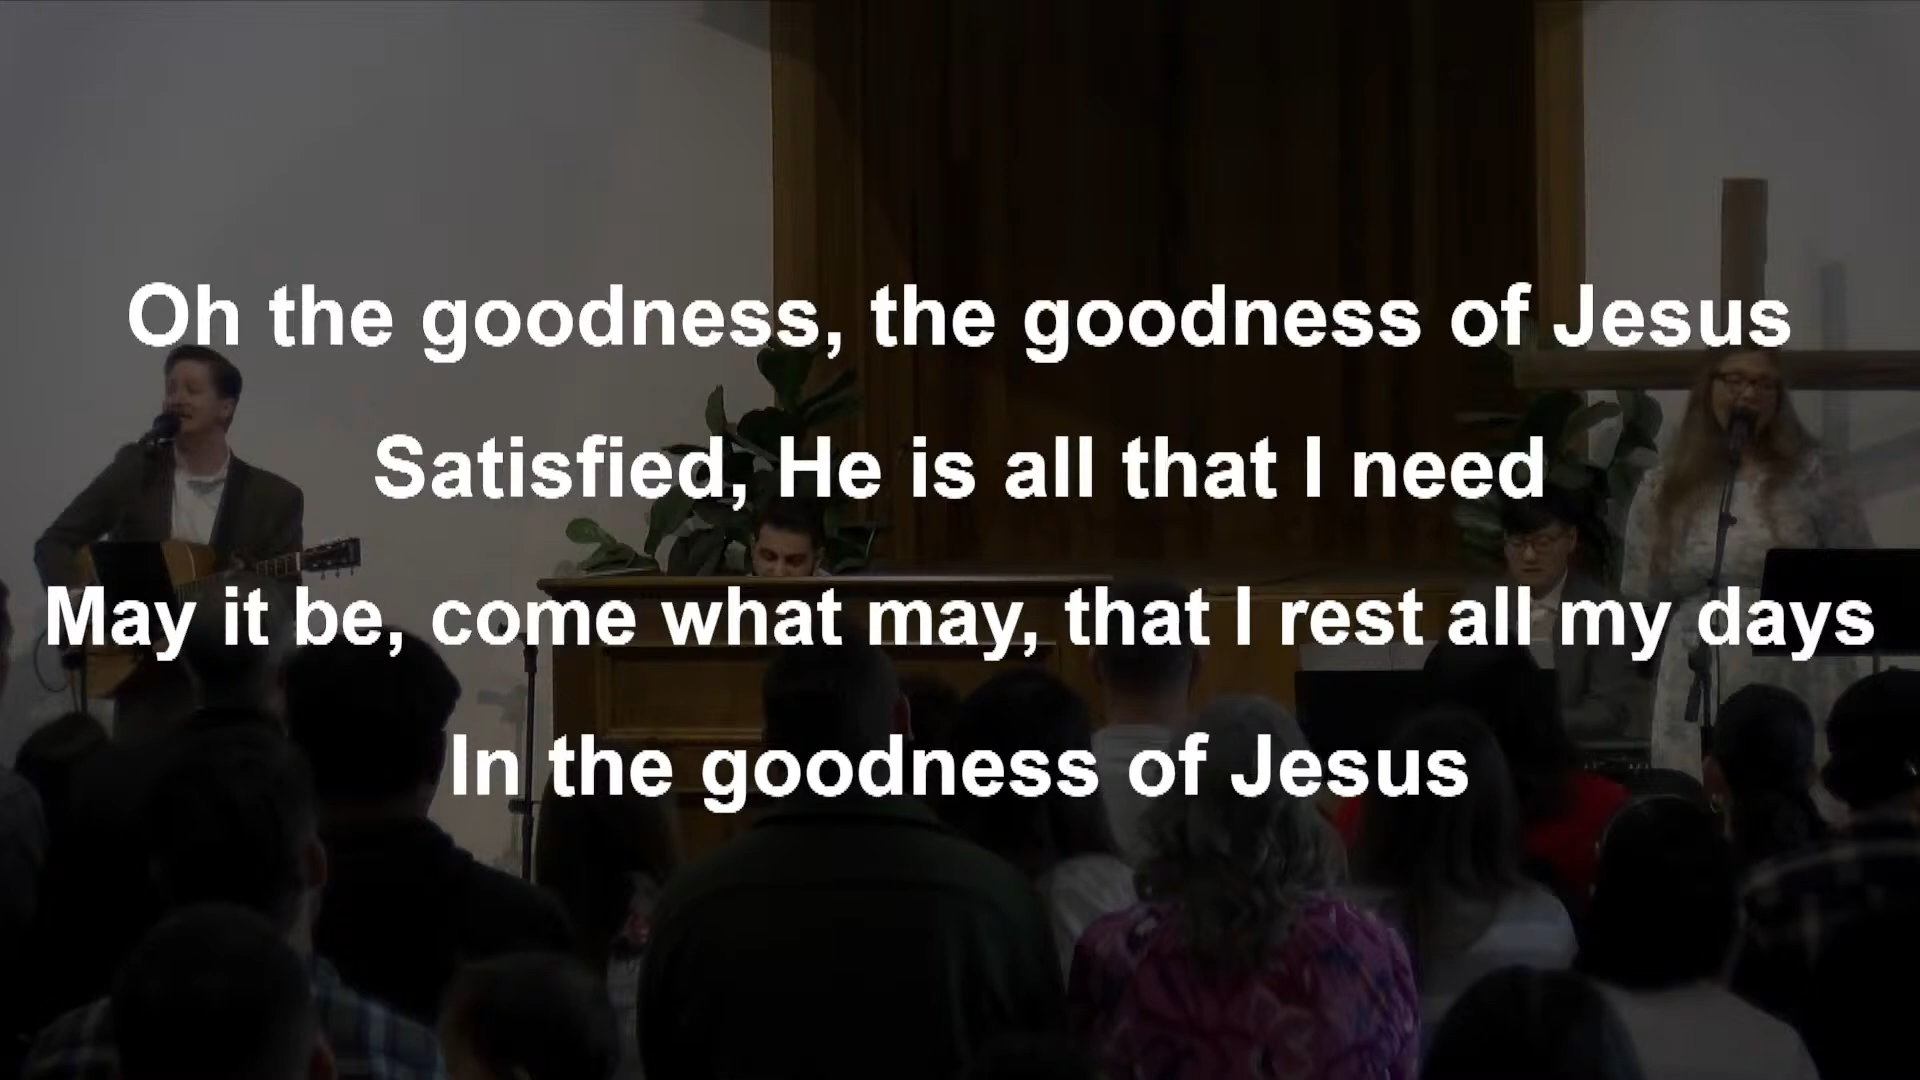 Oh the goodness, the goodness of Jesus
Satisfied, He is all that I need
May it be, come what may, that I rest all my days
In the goodness of Jesus